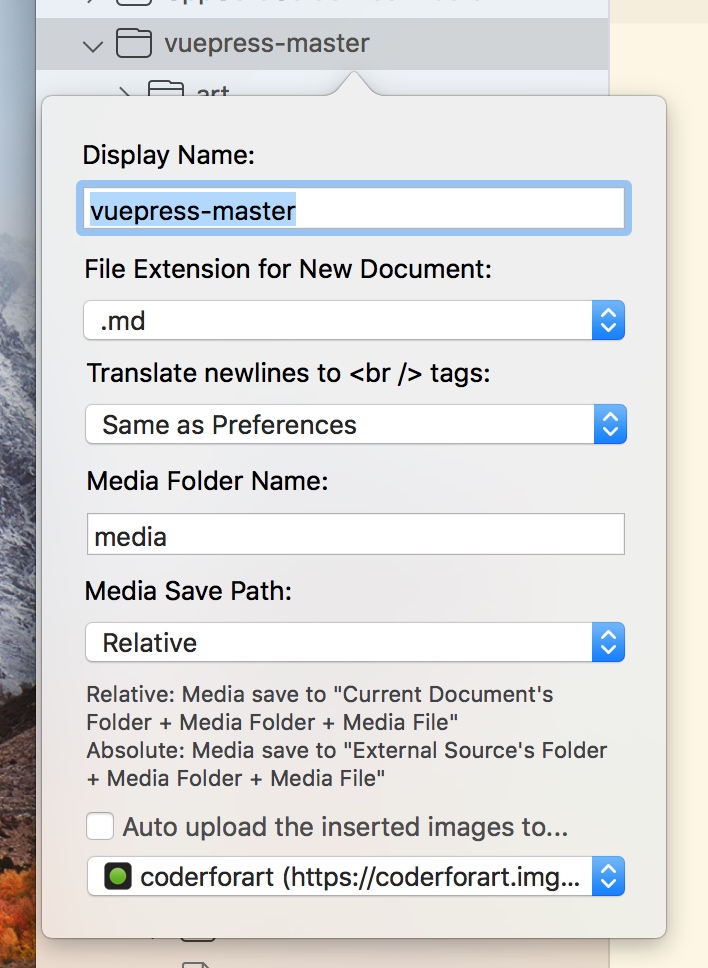 vuepress-master
art
Display Name:
vuepress-master
File Extension for New Document:
.md
Translate newlines to <br /> tags:
Same as Preferences
Media Folder Name:
media
Media Save Path:
Relative
Relative: Media save to "Current Document's
Folder + Media Folder + Media File"
Absolute: Media save to "External Source's Folder
+ Media Folder + Media File"
Auto upload the inserted images to...
coderforart (https://coderforart.img...